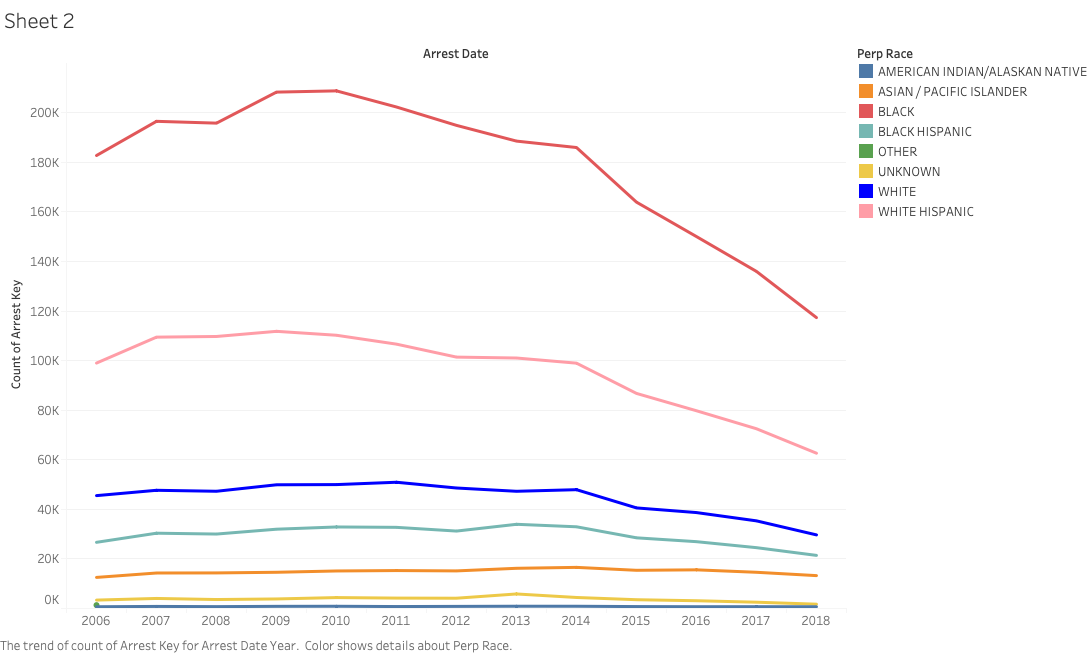 Sheet 2
Arrest Date
Perp Race
AMERICAN INDIAN/ALASKAN NATIVE
ASIAN / PACIFIC ISLANDER
BLACK
BLACK HISPANIC
OTHER
UNKNOWN
WHITE
WHITE HISPANIC
Count of Arrest Key
200K
180K
160K
140K
120K
100K
80K
60K
40K
20K
0K
2006 2007 2008 2009 2010 2011 2012 2013 2014 2015 2016 2017 2018
The trend of count of Arrest Key for Arrest Date Year. Color shows details about Perp Race.